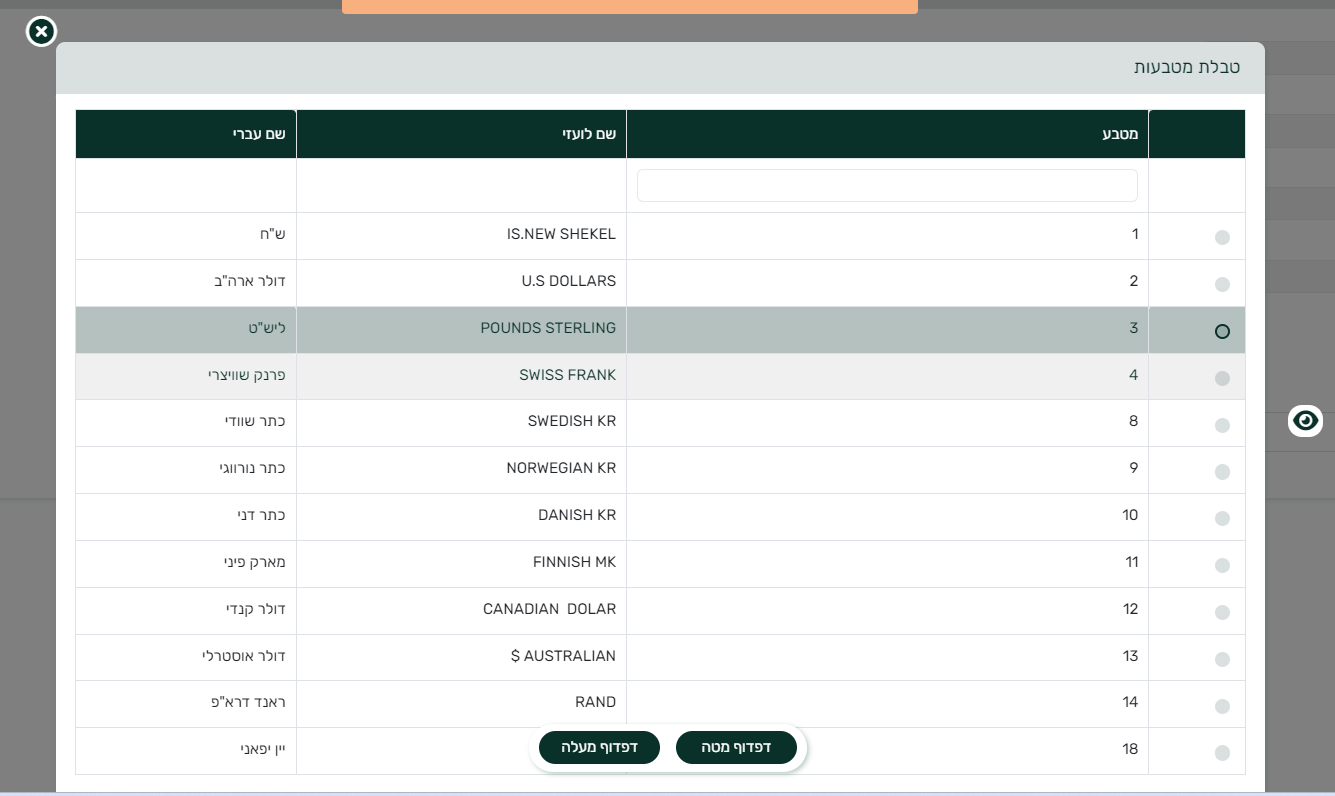 טבלת מטבעות
מטבע שם לועזי שם עברי
1 IS.NEW SHEKEL ש"ח
2 U.S DOLLARS דולר ארה"ב
3 POUNDS STERLING ליש"ט
4 SWISS FRANK פרנק שוויצרי
8 SWEDISH KR כתר שוודי
9 NORWEGIAN KR כתר נורווגי
10 DANISH KR כתר דני
11 FINNISH MK מארק פיני
12 CANADIAN  DOLAR דולר קנדי
13 $ AUSTRALIAN דולר אוסטרלי
14 RAND ראנד דרא"פ
18 יין יפאני
דפדוף מטה דפדוף מעלה